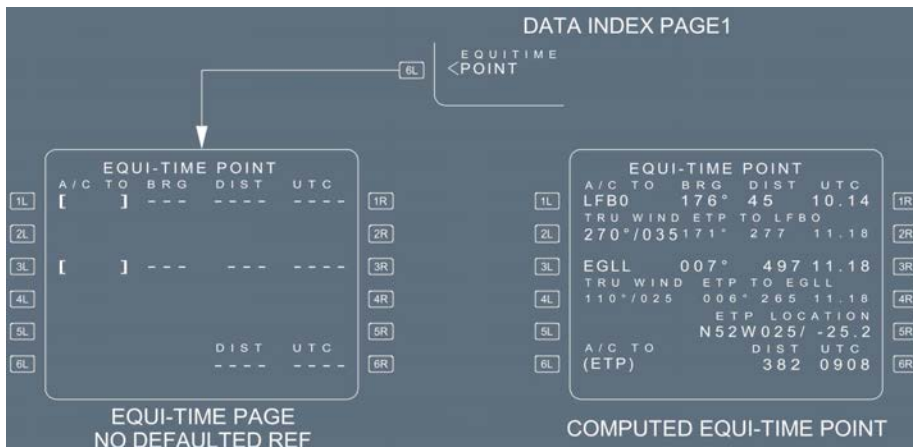 DATA INDEX PAGE1
EQUITIME
6L <POINT
EQUI-TIME POINT
A/C TO BRG DIST UTC
1L [ ] --- ---- ---- 1R
2L 2R
3L [ ] --- --- ---- 3R
4L 4R
5L 5R
DIST UTC
6L ---- ---- 6R
EQUI-TIME PAGE
NO DEFAULTED REF
EQUI-TIME POINT
A/C TO BRG DIST UTC
1L LFB0 176° 45 10.14 1R
TRU WIND ETP TO LFBO
2L 270°/035 171° 277 11.18 2R
3L EGLL 007° 497 11.18 3R
TRU WIND ETP TO EGLL
4L 110°/025 006° 265 11.18 4R
ETP LOCATION
5L N52W025/ -25.2 5R
A/C TO DIST UTC
6L (ETP) 382 0908 6R
COMPUTED EQUI-TIME POINT